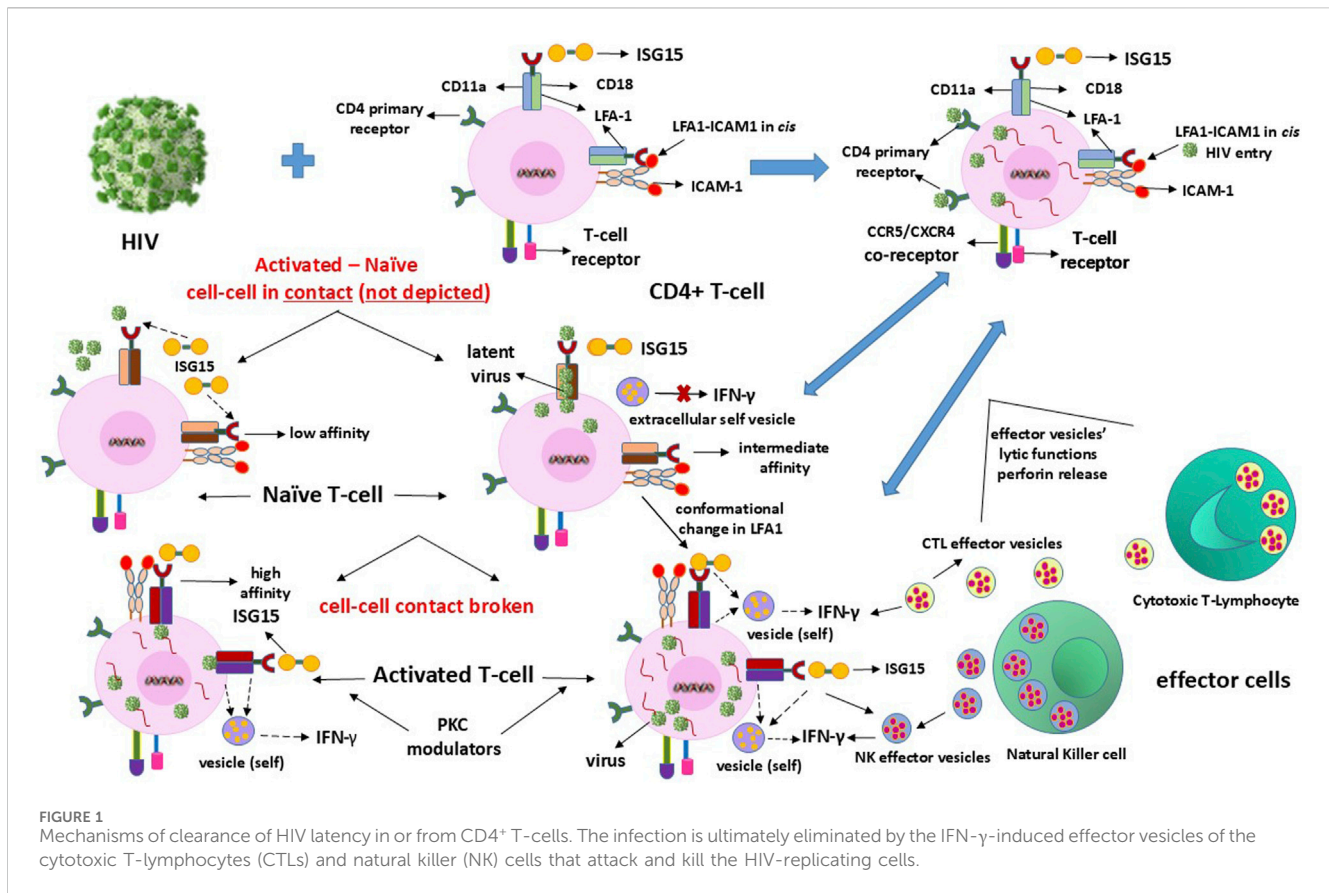 ISG15
CD11a
CD18
CD4 primary
receptor
LFA-1
LFA1-ICAM1 in cis
ICAM-1
T-cell
receptor
CD4+ T-cell
HIV
ISG15
CD11a
CD18
LFA-1
LFA1-ICAM1 in cis
HIV entry
CD4 primary
receptor
ICAM-1
CCR5/CXCR4
co-receptor
T-cell
receptor
Activated – Naïve
cell-cell in contact (not depicted)
ISG15
low affinity
latent
virus
ISG15
IFN-γ
extracellular self vesicle
intermediate
affinity
Naïve T-cell
conformational
change in LFA1
effector vesicles’
lytic functions
perforin release
CTL effector vesicles
Cytotoxic T-Lymphocyte
high
affinity
ISG15
cell-cell contact broken
IFN-γ
vesicle (self)
Activated T-cell
ISG15
effector cells
PKC
modulators
IFN-γ
vesicle (self)
virus
IFN-γ
vesicle (self)
NK effector vesicles
Natural Killer cell
FIGURE 1
Mechanisms of clearance of HIV latency in or from CD4⁺ T-cells. The infection is ultimately eliminated by the IFN-γ-induced effector vesicles of the
cytotoxic T-lymphocytes (CTLs) and natural killer (NK) cells that attack and kill the HIV-replicating cells.